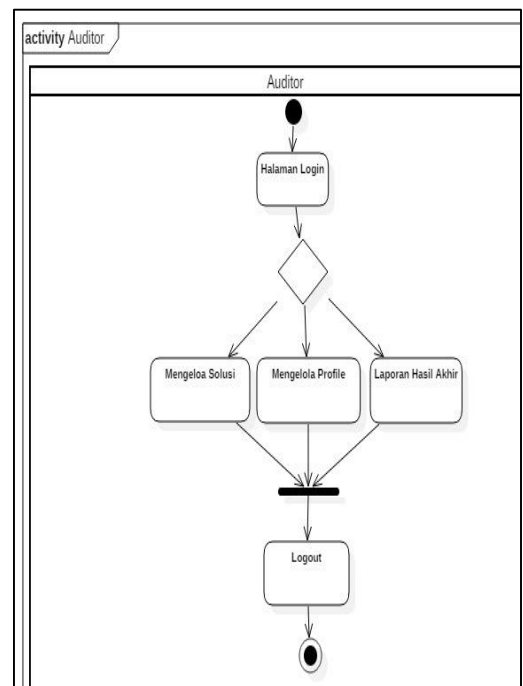 activity Auditor
Auditor
Halaman Login
Mengeloa Solusi
Mengelola Profile
Laporan Hasil Akhir
Logout